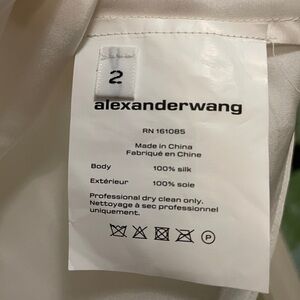 2
alexanderwang
RN 161085
Made in China
Fabriqué en Chine
Body 100% silk
Extérieur 100% soie
Professional dry clean only.
Nettoyage à sec professionnel
uniquement.
P